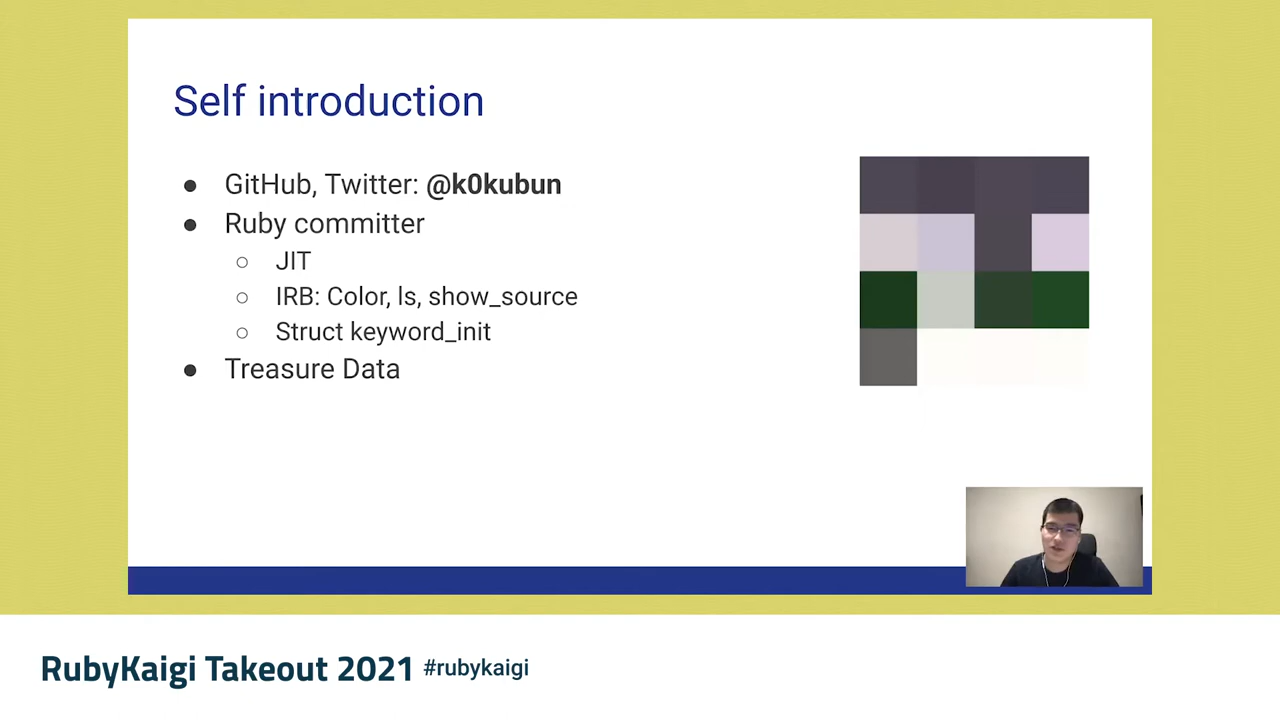 Self introduction
● GitHub, Twitter: @k0kubun
● Ruby committer
○ JIT
○ IRB: Color, ls, show_source
○ Struct keyword_init
● Treasure Data
RubyKaigi Takeout 2021 #rubykaigi